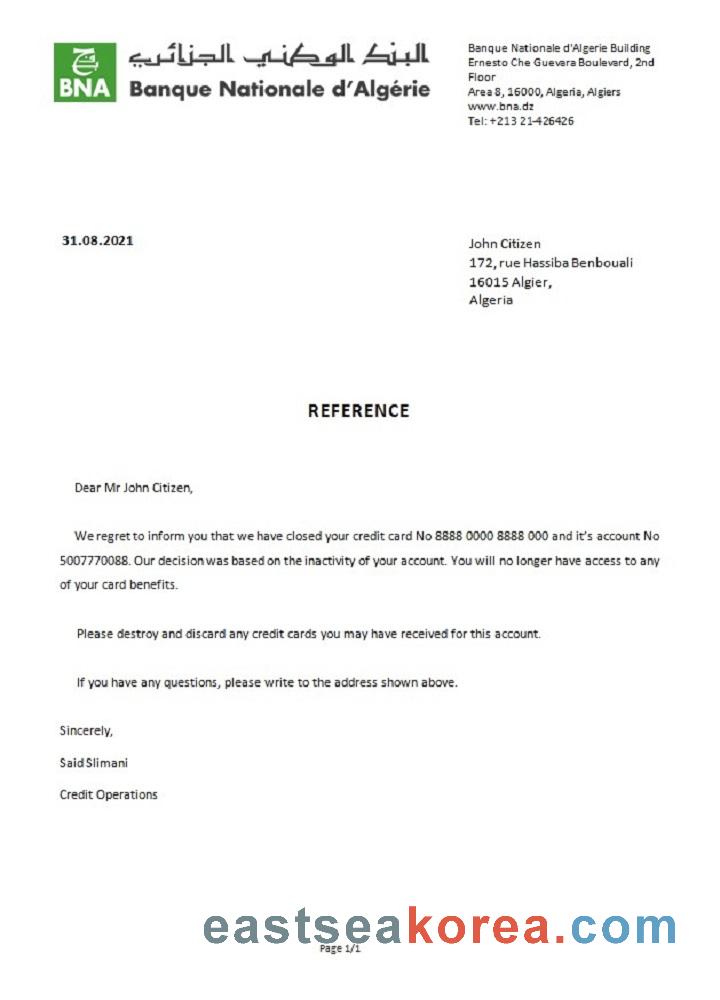 البنك الوطني الجزائري
BNA
Banque Nationale d'Algérie
Banque Nationale d'Algerie Building
Ernesto Che Guevara Boulevard, 2nd
Floor
Area 8, 16000, Algeria, Algiers
www.bna.dz
Tel: +213 21-426426
31.08.2021
John Citizen
172, rue Hassiba Benbouali
16015 Algier,
Algeria
REFERENCE
Dear Mr John Citizen,
We regret to inform you that we have closed your credit card No 8888 0000 8888 000 and it's account No
5007770088. Our decision was based on the inactivity of your account. You will no longer have access to any
of your card benefits.
Please destroy and discard any credit cards you may have received for this account.
If you have any questions, please write to the address shown above.
Sincerely,
Said Slimani
Credit Operations
eastseakorea.com
Page 1/1